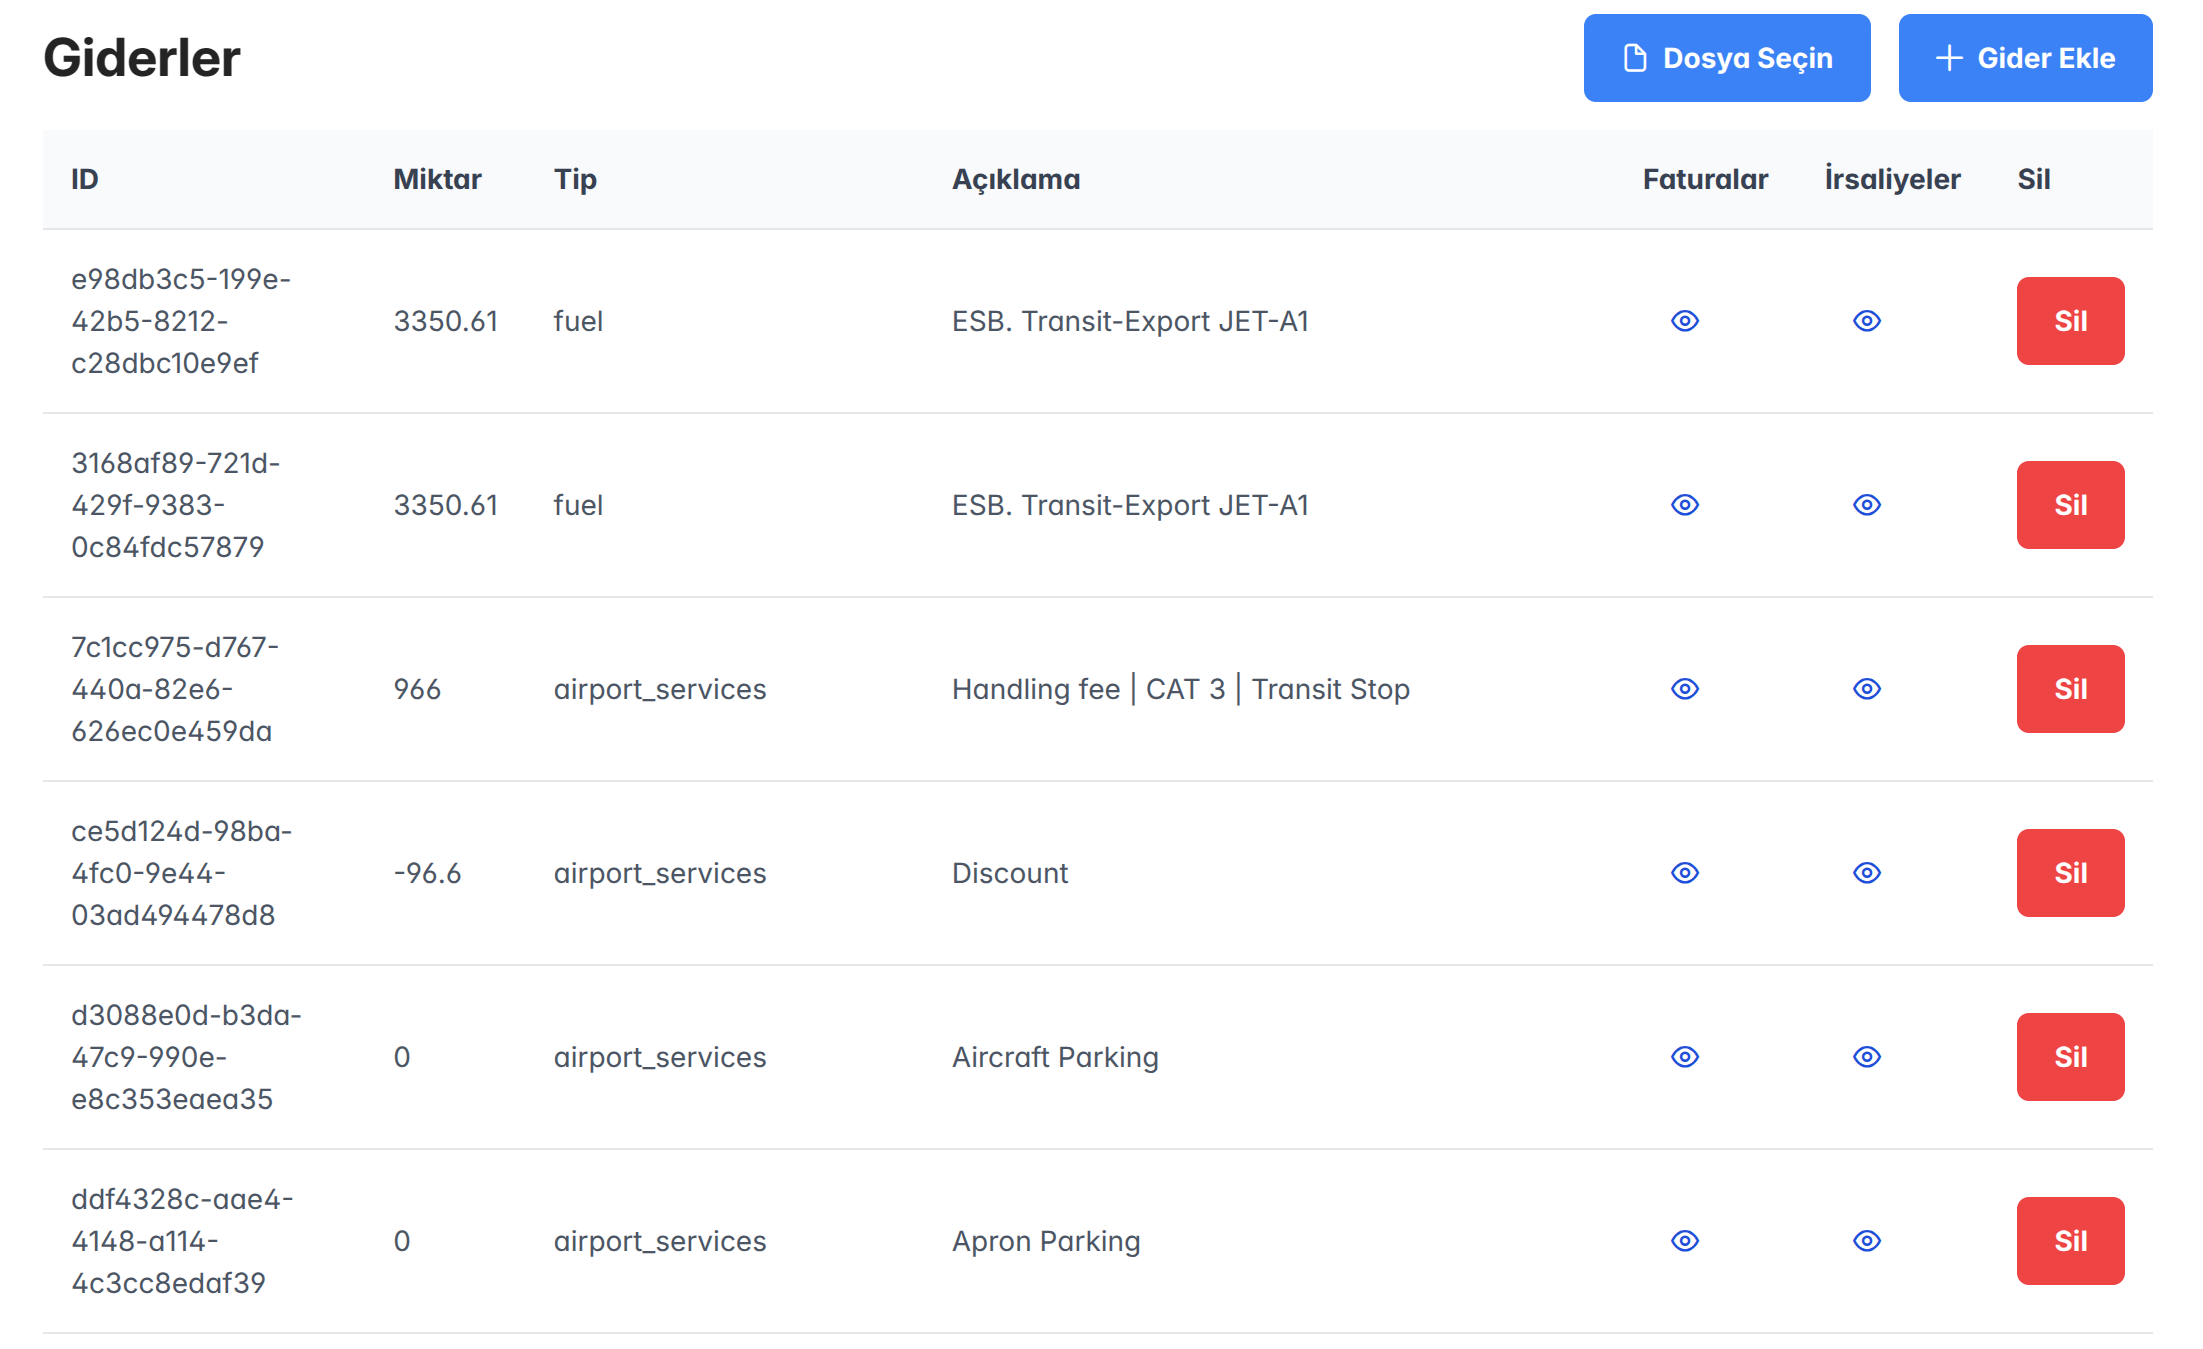 Giderler
Dosya Seçin
Gider Ekle
ID Miktar Tip Açıklama Faturalar İrsaliyeler Sil
e98db3c5-199e-
42b5-8212-
c28dbc10e9ef
3350.61 fuel ESB. Transit-Export JET-A1 Sil
3168af89-721d-
429f-9383-
0c84fdc57879
3350.61 fuel ESB. Transit-Export JET-A1 Sil
7c1cc975-d767-
440a-82e6-
626ec0e459da
966 airport_services Handling fee | CAT 3 | Transit Stop Sil
ce5d124d-98ba-
4fc0-9e44-
03ad494478d8
-96.6 airport_services Discount Sil
d3088e0d-b3da-
47c9-990e-
e8c353eaea35
0 airport_services Aircraft Parking Sil
ddf4328c-aae4-
4148-a114-
4c3cc8edaf39
0 airport_services Apron Parking Sil